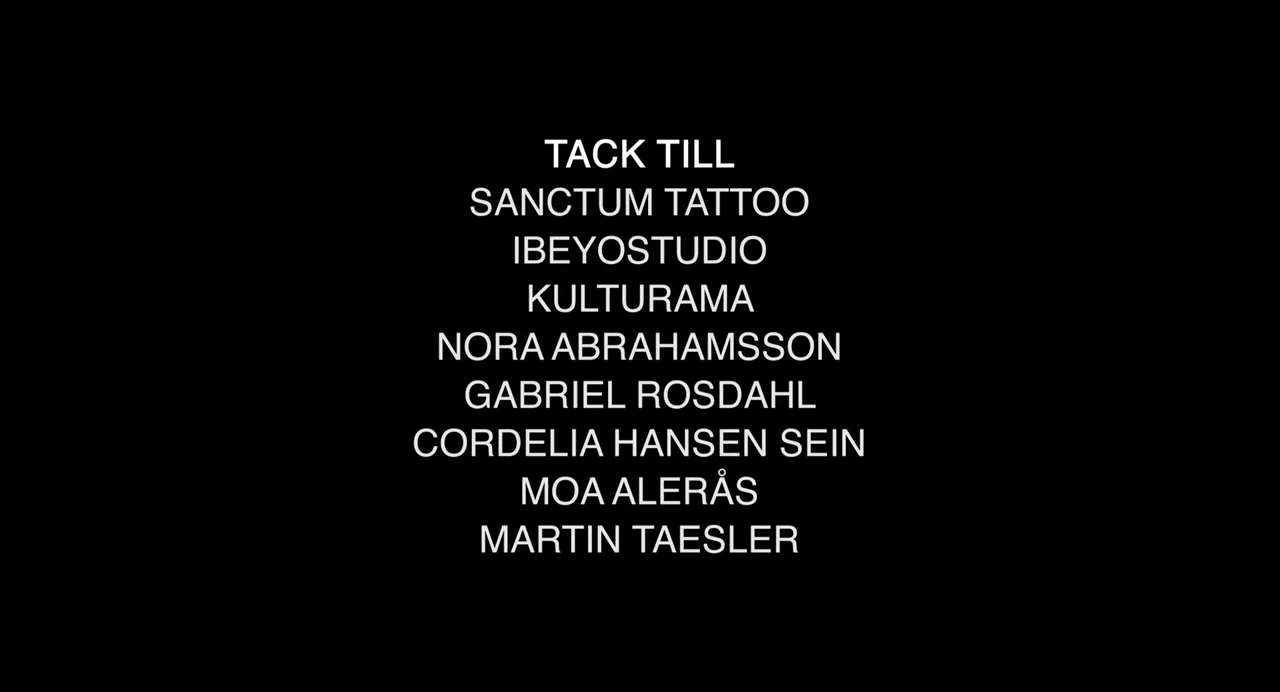 TACK TILL
SANCTUM TATTOO
IBEYOSTUDIO
KULTURAMA
NORA ABRAHAMSSON
GABRIEL ROSDAHL
CORDELIA HANSEN SEIN
MOA ALERÅS
MARTIN TAESLER